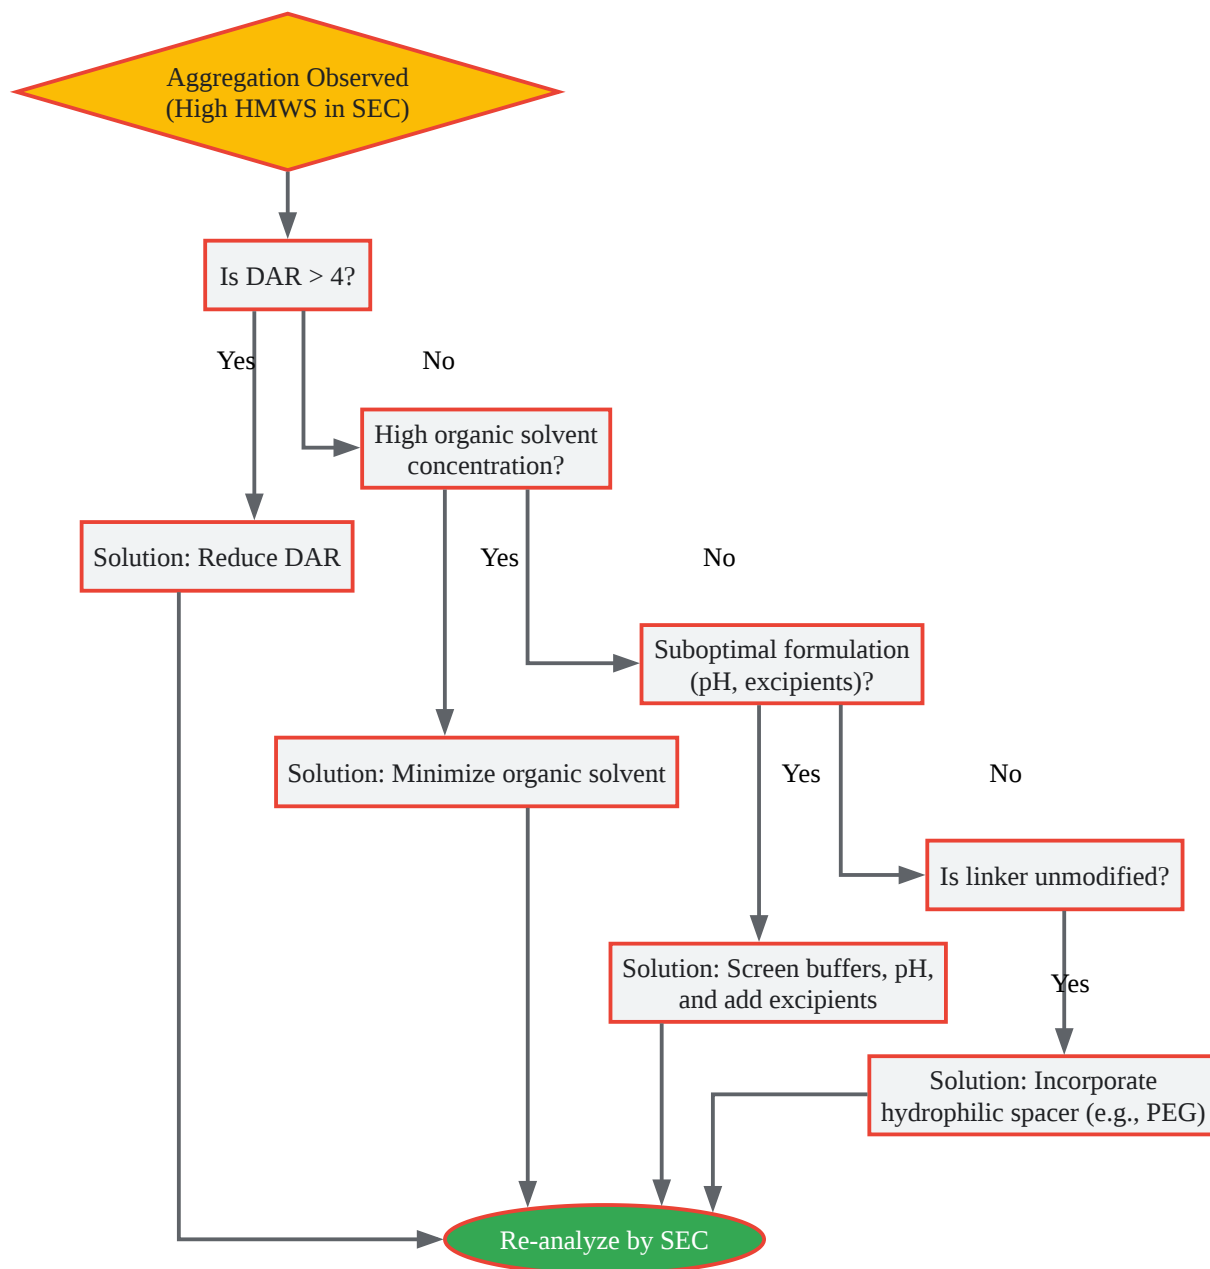 Aggregation Observed
(High HMWS in SEC)
Is DAR > 4?
Yes
No
High organic solvent
concentration?
Solution: Reduce DAR
Yes
No
Suboptimal formulation
(pH, excipients)?
Solution: Minimize organic solvent
Yes
No
Is linker unmodified?
Solution: Screen buffers, pH,
and add excipients
Yes
Solution: Incorporate
hydrophilic spacer (e.g., PEG)
Re-analyze by SEC